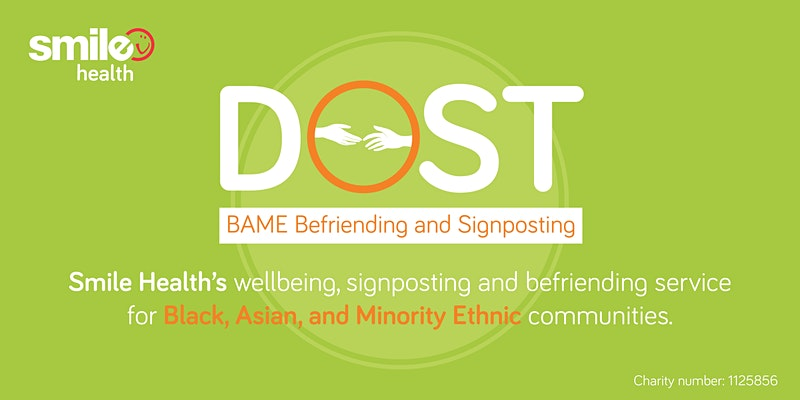 smile
health
DOST
BAME Befriending and Signposting
Smile Health's wellbeing, signposting and befriending service
for Black, Asian, and Minority Ethnic communities.
Charity number: 1125856